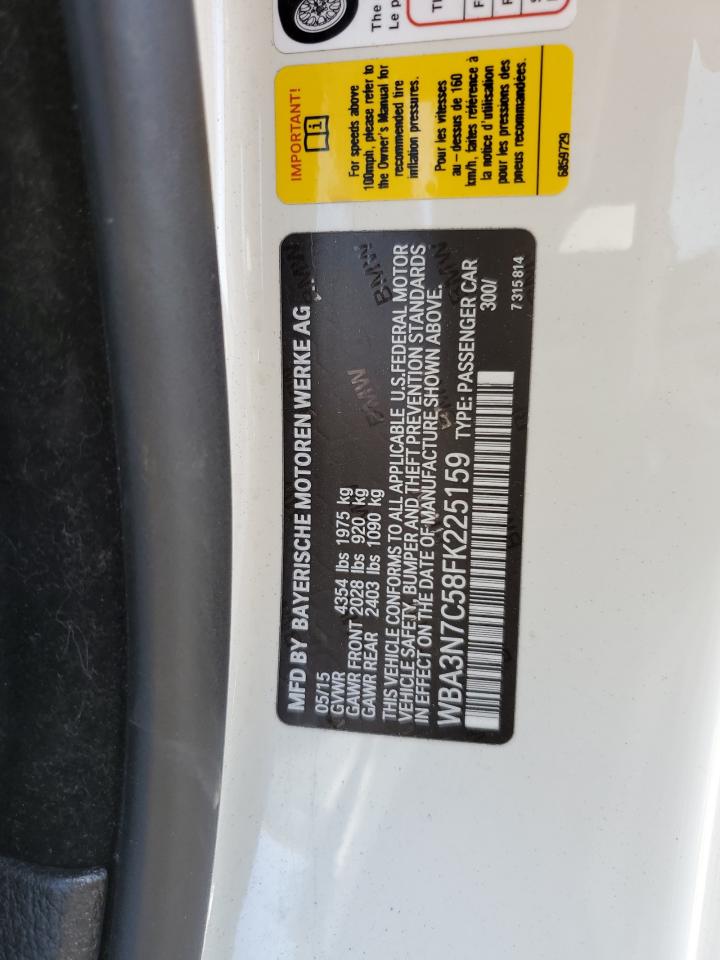 MFD BY BAYERISCHE MOTOREN WERKE AG
05/15
GVWR 4354 lbs 1975 kg
GAWR FRONT 2028 lbs 920 kg
GAWR REAR 2403 lbs 1090 kg
THIS VEHICLE CONFORMS TO ALL APPLICABLE U.S. FEDERAL MOTOR
VEHICLE SAFETY, BUMPER AND THEFT PREVENTION STANDARDS
IN EFFECT ON THE DATE OF MANUFACTURE SHOWN ABOVE.
WBA3N7C58FK225159 TYPE: PASSENGER CAR
300/
7 315 814
IMPORTANT!
i
For speeds above
100mph, please refer to
the Owner's Manual for
recommended tire
inflation pressures.
Pour les vitesses
au - dessus de 160
km/h, faites référence à
la notice d'utilisation
pour les pressions des
pneus recommandées.
6859729
The
Le p